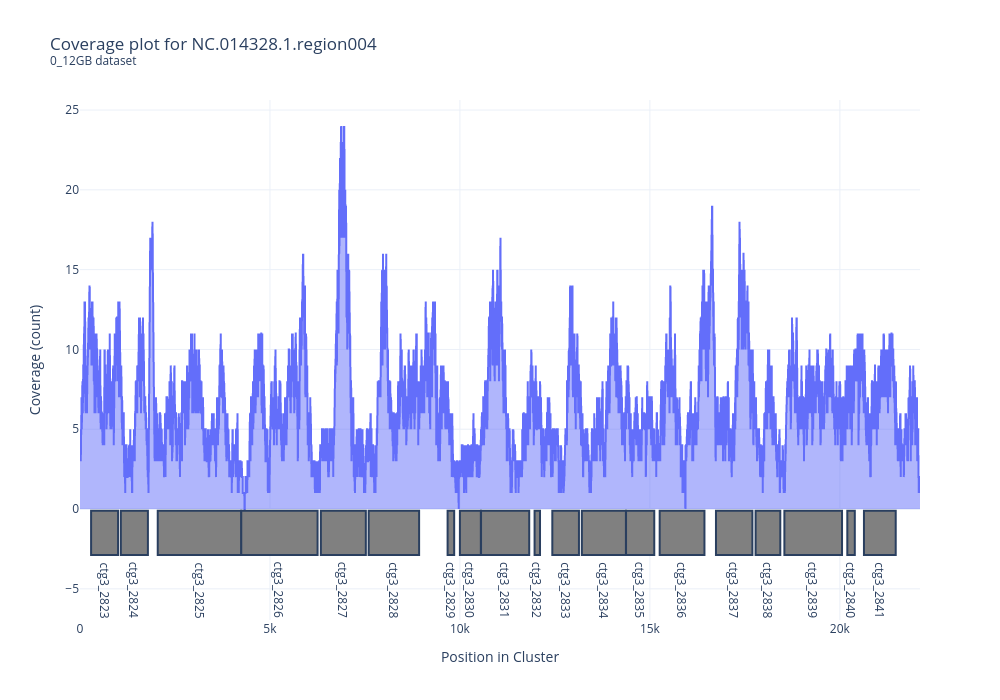 Coverage plot for NC.014328.1.region004
0_12GB dataset
25
20
15
10
5
0
−5
Coverage (count)
ctg3_2823
ctg3_2824
ctg3_2825
ctg3_2826
ctg3_2827
ctg3_2828
ctg3_2829
ctg3_2830
ctg3_2831
ctg3_2832
ctg3_2833
ctg3_2834
ctg3_2835
ctg3_2836
ctg3_2837
ctg3_2838
ctg3_2839
ctg3_2840
ctg3_2841
0 5k 10k 15k 20k
Position in Cluster